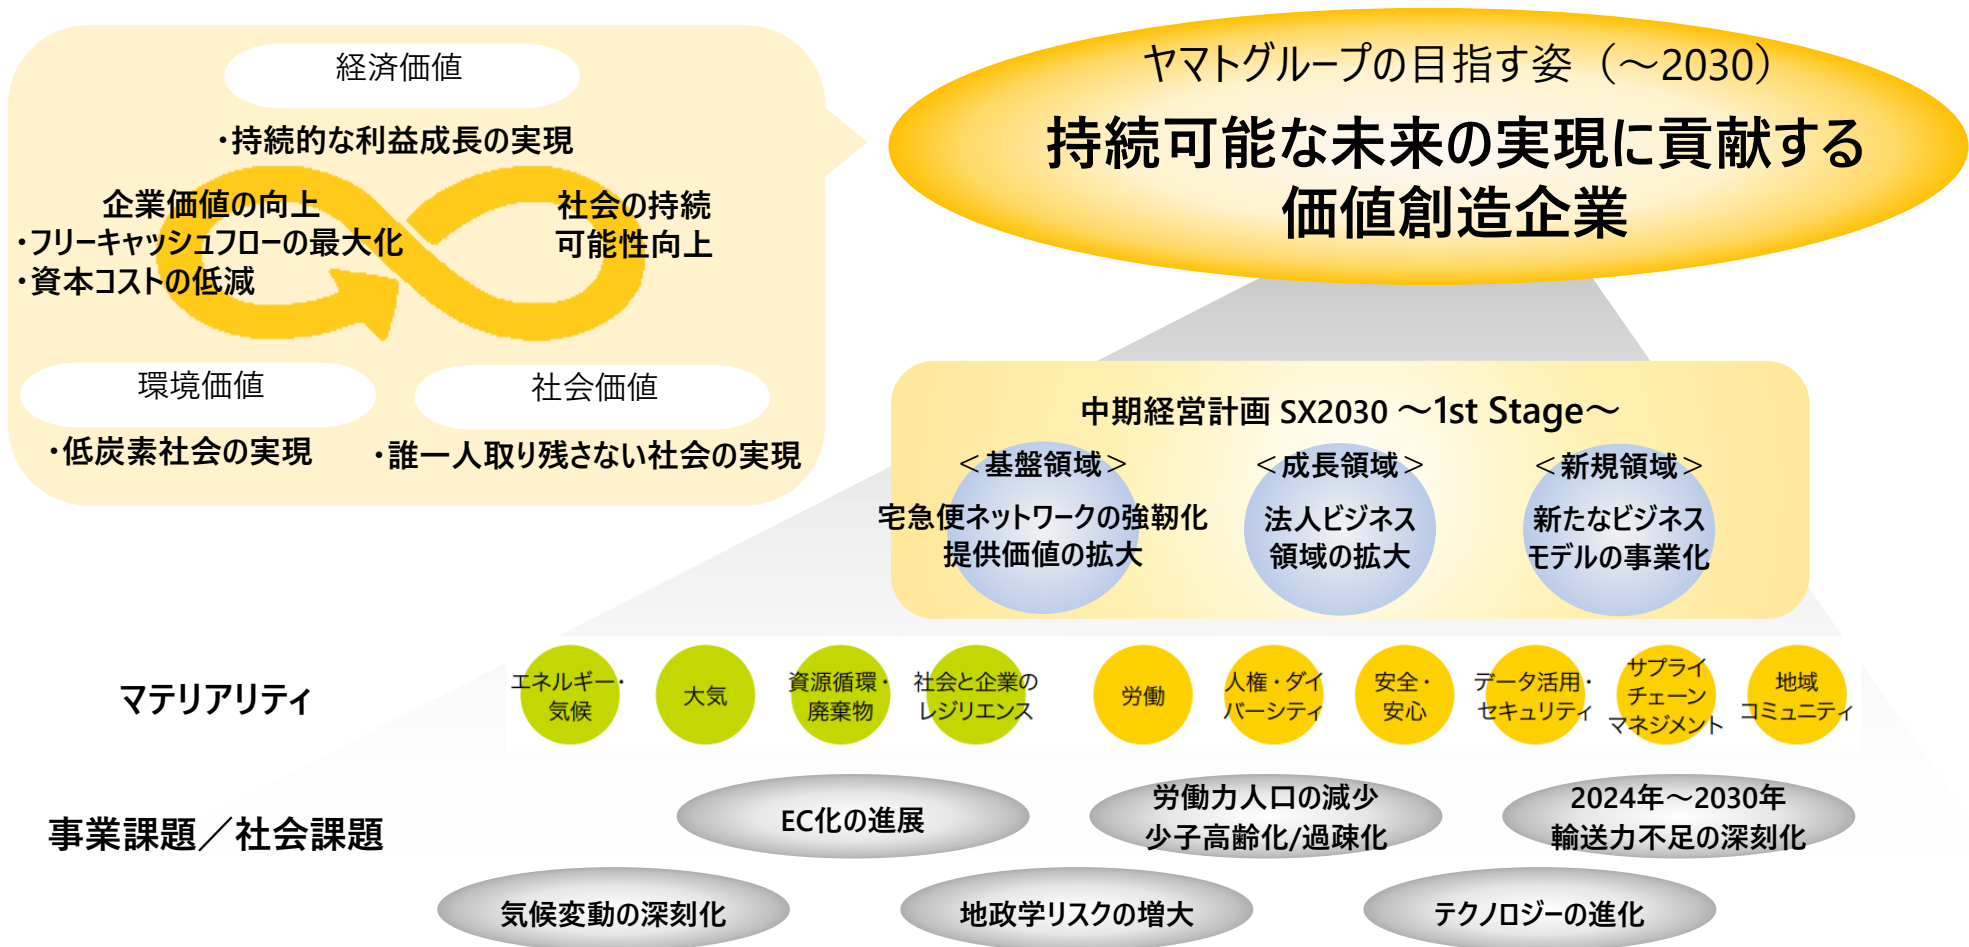 経済価値
・持続的な利益成長の実現
企業価値の向上
・フリーキャッシュフローの最大化
・資本コストの低減
社会の持続
可能性向上
環境価値
・低炭素社会の実現
社会価値
・誰一人取り残さない社会の実現
ヤマトグループの目指す姿（～2030）
持続可能な未来の実現に貢献する
価値創造企業
中期経営計画 SX2030 ～1st Stage～
＜基盤領域＞
宅急便ネットワークの強靭化
提供価値の拡大
＜成長領域＞
法人ビジネス
領域の拡大
＜新規領域＞
新たなビジネス
モデルの事業化
マテリアリティ
エネルギー・
気候
大気
資源循環・
廃棄物
社会と企業の
レジリエンス
労働
人権・ダイ
バーシティ
安全・
安心
データ活用・
セキュリティ
サプライ
チェーン
マネジメント
地域
コミュニティ
事業課題／社会課題
EC化の進展
労働力人口の減少
少子高齢化/過疎化
2024年～2030年
輸送力不足の深刻化
気候変動の深刻化
地政学リスクの増大
テクノロジーの進化